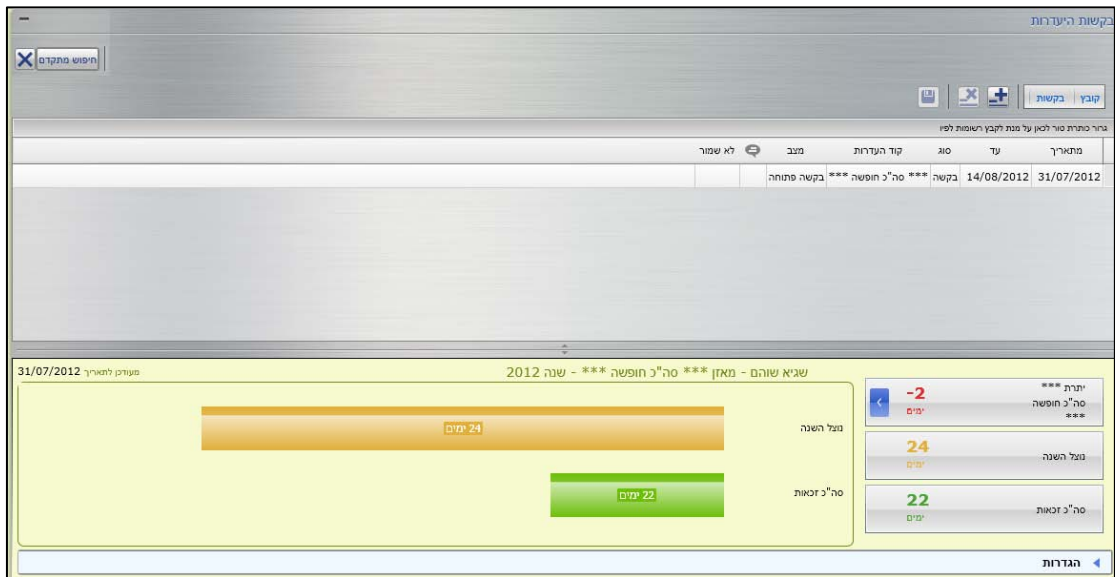 בקשות היעדרות
חיפוש מתקדם
קובץ בקשות
גרור כותרת טור לכאן על מנת לקבץ רשומות לפיו
מתאריך עד סוג קוד העדרות מצב לא שמור
31/07/2012 14/08/2012 בקשה *** סה"כ חופשה *** בקשה פתוחה
שגיא שוהם - מאזן *** סה"כ חופשה *** - שנה 2012
מעודכן לתאריך 31/07/2012
יתרת ***
סה"כ חופשה
***
-2
ימים
נוצל השנה
24
ימים
סה"כ זכאות
22
ימים
נוצל השנה
24 ימים
סה"כ זכאות
22 ימים
הגדרות